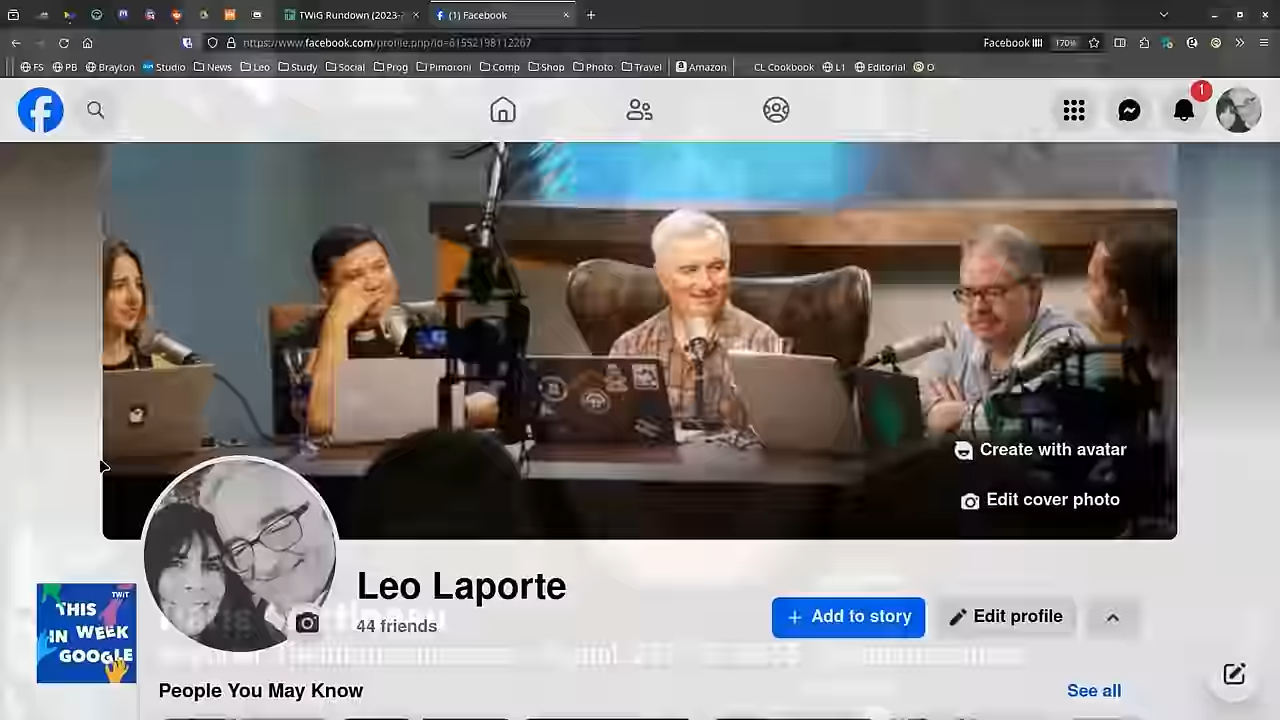 TWiG Rundown (2023-
(1) Facebook
https://www.facebook.com/profile.php?id=61552198112267
Facebook
170%
FS
PB
Brayton
Studio
News
Leo
Study
Social
Prog
Pimoroni
Comp
Shop
Photo
Travel
Amazon
CL Cookbook
L1
Editorial
O
1
Create with avatar
Edit cover photo
Leo Laporte
44 friends
+ Add to story
Edit profile
TWiT
THIS
IN WEEK
GOOGLE
People You May Know
See all